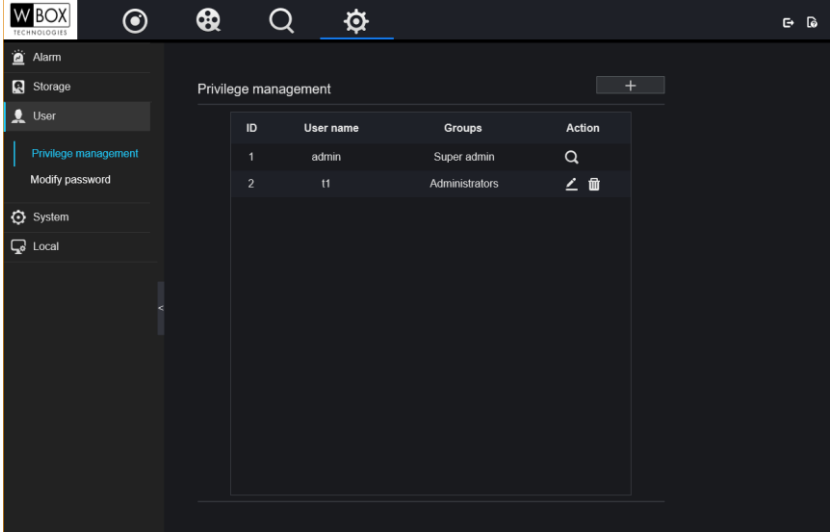 W BOX
TECHNOLOGIES
Alarm
Storage
User
Privilege management
Modify password
System
Local
<
Privilege management
+
ID User name Groups Action
1 admin Super admin
2 t1 Administrators